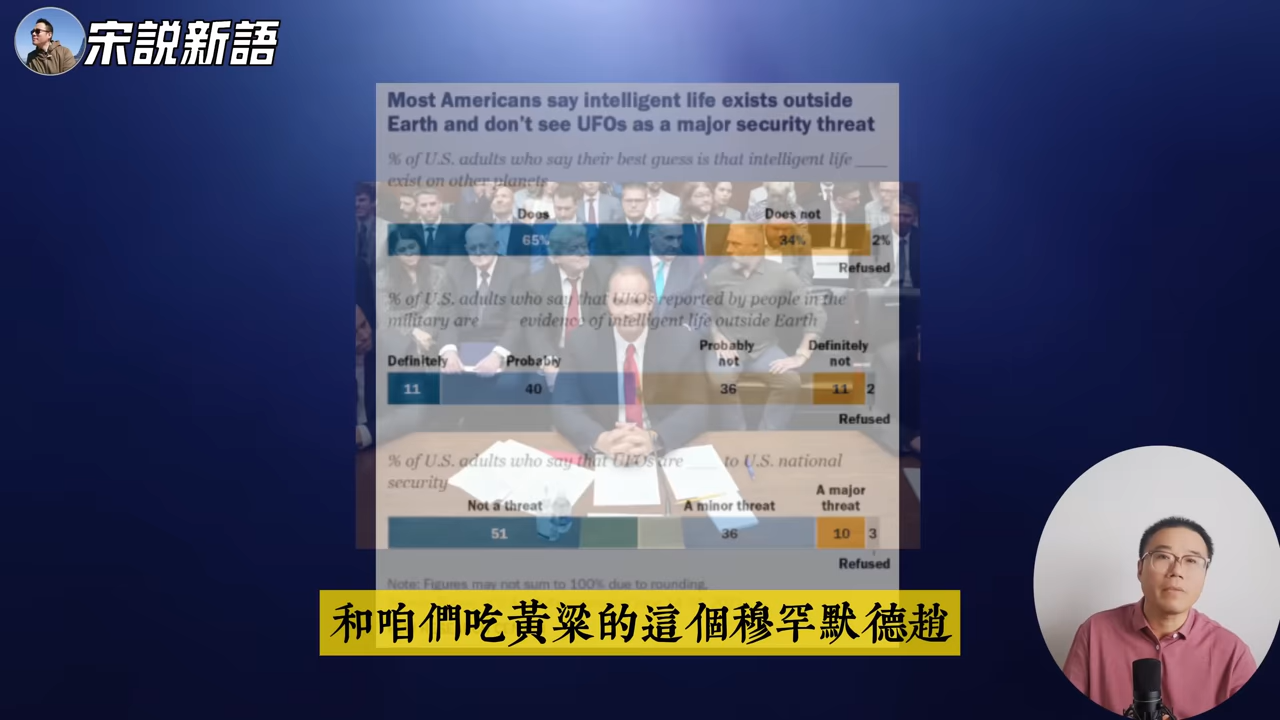 宋説新語
Most Americans say intelligent life exists outside
Earth and don't see UFOs as a major security threat
% of U.S. adults who say their best guess is that intelligent life ____
exist on other planets
Does Does not
65% 34% 2%
Refused
% of U.S. adults who say that UFOs reported by people in the
military are ____ evidence of intelligent life outside Earth
Definitely Probably Probably not Definitely not
11 40 36 11 2
Refused
% of U.S. adults who say that UFOs are ____ to U.S. national
security
Not a threat A minor threat A major threat
51 36 10 3
Refused
Note: Figures may not sum to 100% due to rounding.
和咱們吃黃粱的這個穆罕默德趙